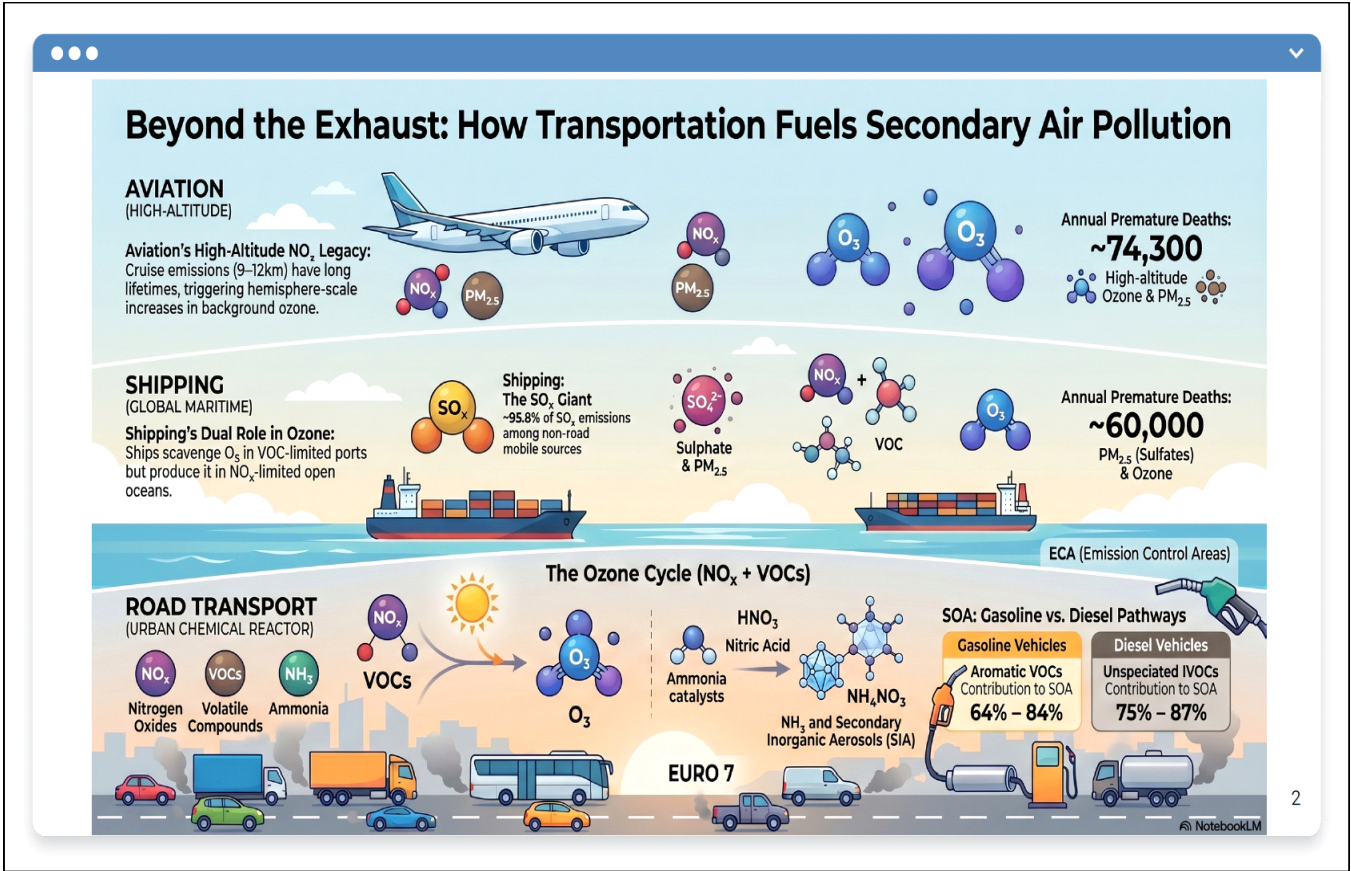 Beyond the Exhaust: How Transportation Fuels Secondary Air Pollution
AVIATION
(HIGH-ALTITUDE)
Aviation's High-Altitude NOz Legacy:
Cruise emissions (9–12km) have long
lifetimes, triggering hemisphere-scale
increases in background ozone.
NOx
PM2.5
NOx
PM2.5
O3
O3
Annual Premature Deaths:
~74,300
High-altitude
Ozone & PM2.5
SHIPPING
(GLOBAL MARITIME)
Shipping's Dual Role in Ozone:
Ships scavenge O3 in VOC-limited ports
but produce it in NOx-limited open
oceans.
SOx
Shipping:
The SOx Giant
~95.8% of SOx emissions
among non-road
mobile sources
SO4 2-
Sulphate
& PM2.5
NOx
+
VOC
O3
Annual Premature Deaths:
~60,000
PM2.5 (Sulfates)
& Ozone
ECA (Emission Control Areas)
The Ozone Cycle (NOx + VOCs)
ROAD TRANSPORT
(URBAN CHEMICAL REACTOR)
NOx
VOCs
NH3
Nitrogen
Oxides
Volatile
Compounds
Ammonia
NOx
VOCs
O3
O3
HNO3
Nitric Acid
Ammonia
catalysts
NH4NO3
NH3 and Secondary
Inorganic Aerosols (SIA)
SOA: Gasoline vs. Diesel Pathways
Gasoline Vehicles
Aromatic VOCs
Contribution to SOA
64% – 84%
Diesel Vehicles
Unspeciated IVOCs
Contribution to SOA
75% – 87%
EURO 7
2
NotebookLM